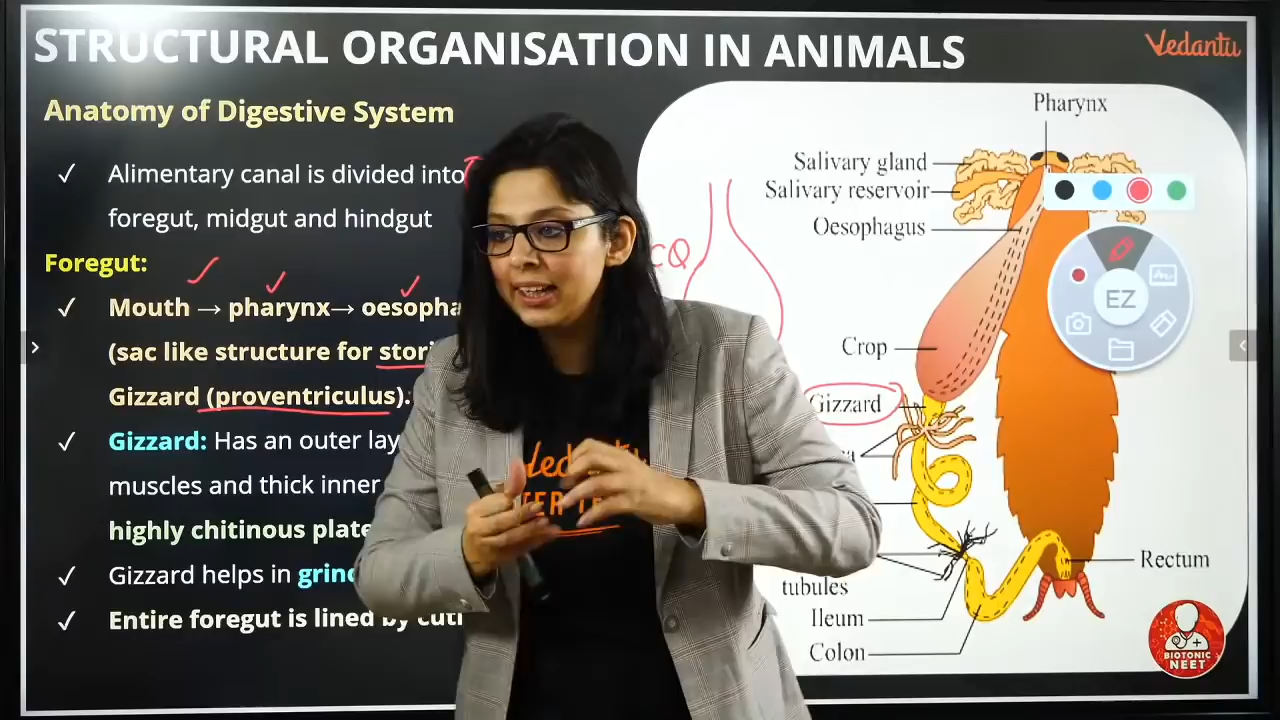 STRUCTURAL ORGANISATION IN ANIMALS
Vedantu
Anatomy of Digestive System
✓ Alimentary canal is divided into
foregut, midgut and hindgut
Foregut:
✓ Mouth → pharynx→ oesopha
(sac like structure for stori
Gizzard (proventriculus).
✓ Gizzard: Has an outer lay
muscles and thick inner
highly chitinous plate
✓ Gizzard helps in grind
✓ Entire foregut is lined by cuti
CQ
Pharynx
Salivary gland
Salivary reservoir
Oesophagus
EZ
Crop
Gizzard
Rectum
tubules
Ileum
Colon
BIOTONIC
NEET